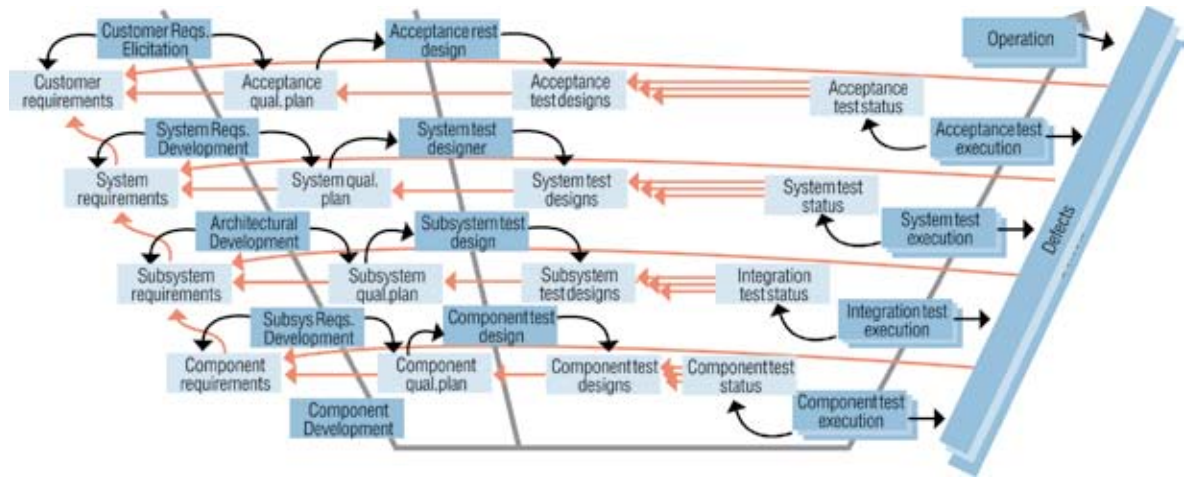 Customer Reqs.
Elicitation
Acceptance rest
design
Operation
Customer
requirements
Acceptance
qual. plan
Acceptance
test designs
Acceptance
test status
Acceptance test
execution
System Reqs.
Development
System test
designer
System
requirements
System qual.
plan
System test
designs
System test
status
System test
execution
Architectural
Development
Subsystem test
design
Subsystem
requirements
Subsystem
qual.plan
Subsystem
test designs
Integration
test status
Integration test
execution
Subsys Reqs.
Development
Component test
design
Component
requirements
Component
qual.plan
Component test
designs
Component test
status
Component test
execution
Component
Development
Defects